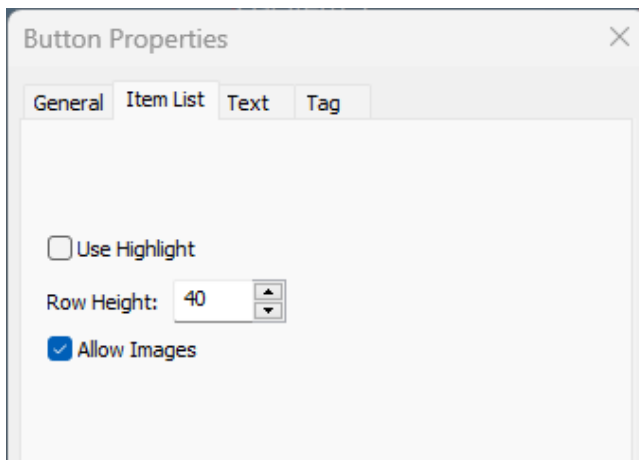 Button Properties
General Item List Text Tag
Use Highlight
Row Height: 40
Allow Images